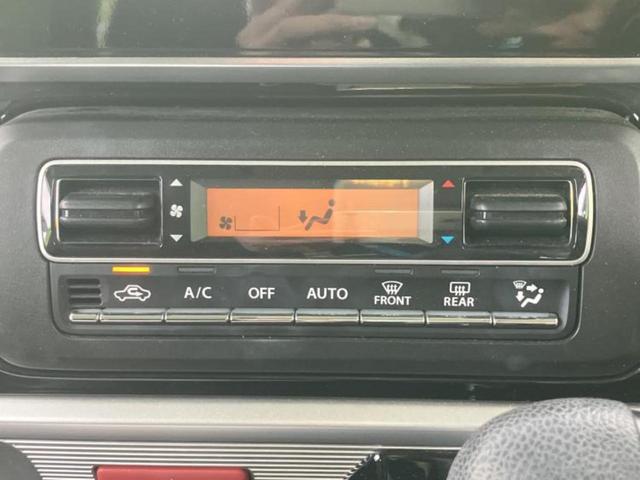 A/C OFF AUTO FRONT REAR